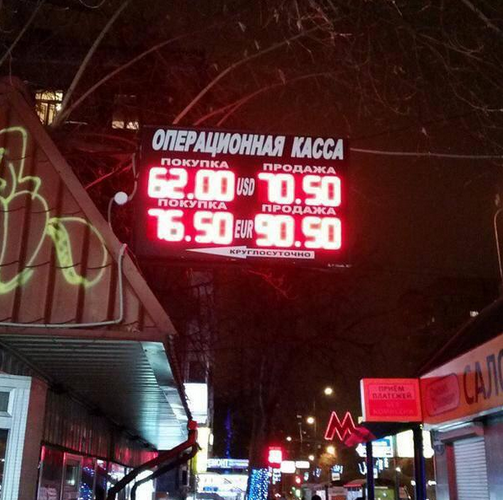 ОПЕРАЦИОННАЯ КАССА
ПОКУПКА ПРОДАЖА
62.00 USD 70.50
ПОКУПКА ПРОДАЖА
76.50 EUR 90.50
КРУГЛОСУТОЧНО
ПРИЁМ
ПЛАТЕЖЕЙ
САЛО
М